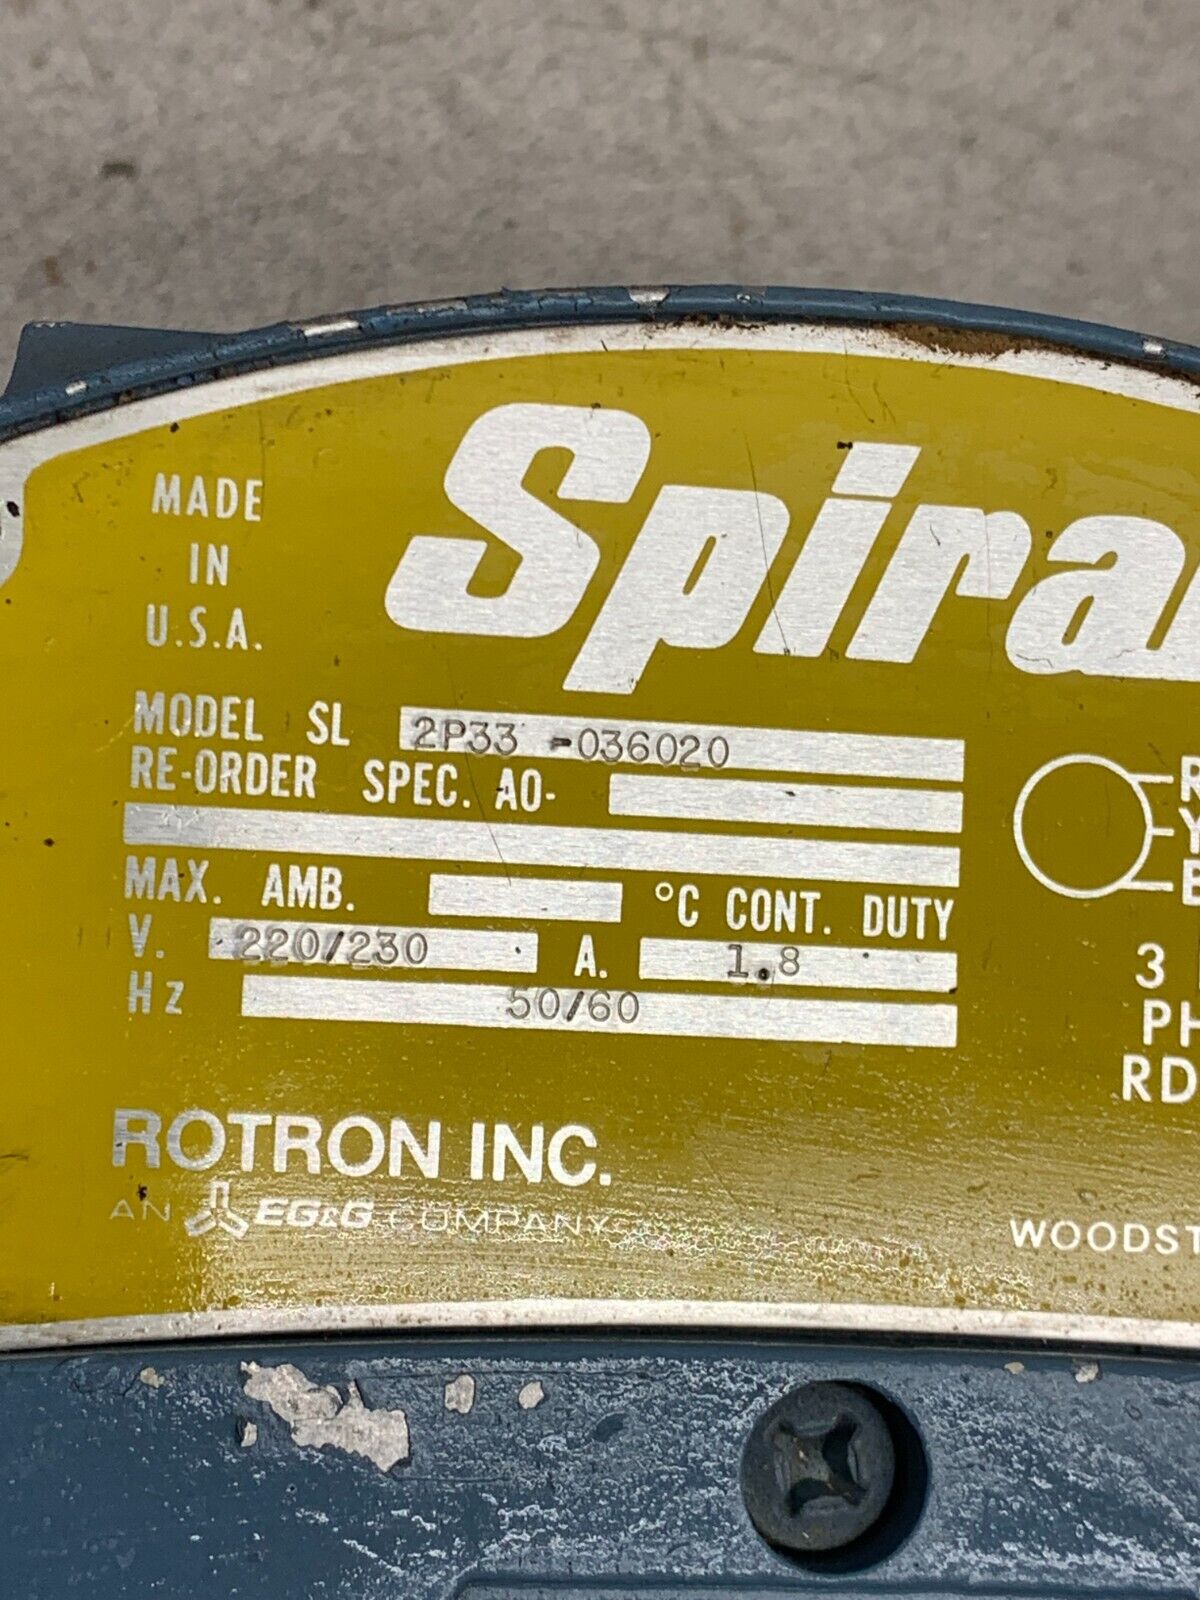 Spira
MADE
IN
U.S.A.
MODEL SL 2P33 -036020
RE-ORDER SPEC. AO-
MAX. AMB. °C CONT. DUTY
V. 220/230 A. 1.8
Hz 50/60
R
Y
3
PH
RD
ROTRON INC.
AN EG&G COMPANY
WOODST